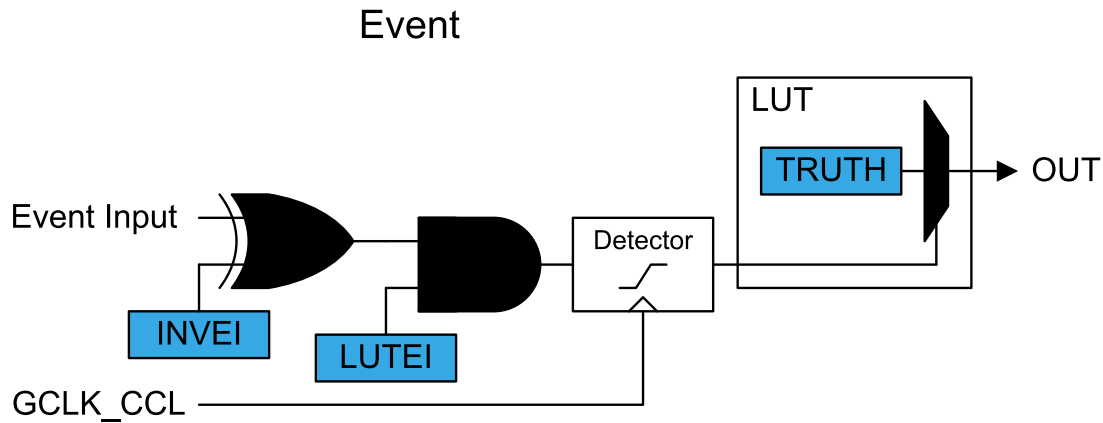 Event
LUT
TRUTH
OUT
Event Input
Detector
INVEI
LUTEI
GCLK_CCL